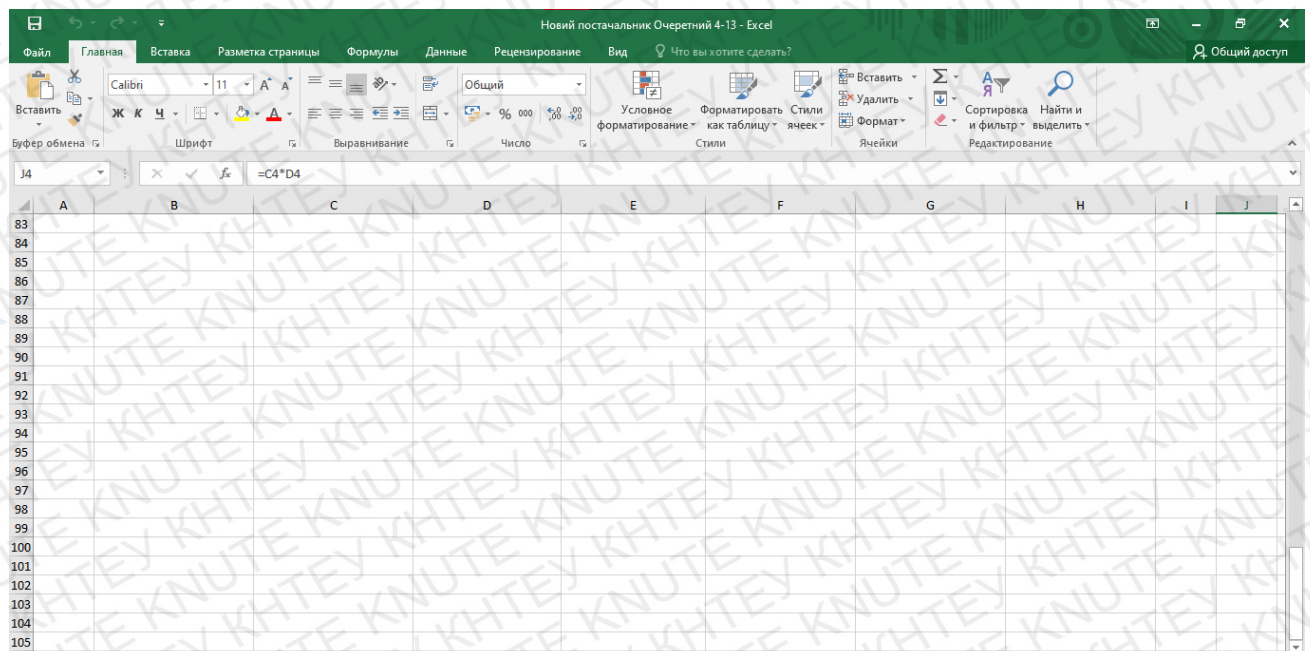 Новий постачальник Очеретний 4-13 - Excel
Файл Главная Вставка Разметка страницы Формулы Данные Рецензирование Вид Что вы хотите сделать? Общий доступ
Calibri 11 Общий Вставить Σ
Вставить Условное Форматировать Стили Удалить Сортировка Найти и
Ж К Ч А % 000 форматирование как таблицу ячеек Формат и фильтр выделить
Буфер обмена Шрифт Выравнивание Число Стили Ячейки Редактирование
J4 fx =C4*D4
A B C D E F G H I J
83
84
85
86
87
88
89
90
91
92
93
94
95
96
97
98
99
100
101
102
103
104
105
KNUTE КНТЕУ KNUTE КНТЕУ